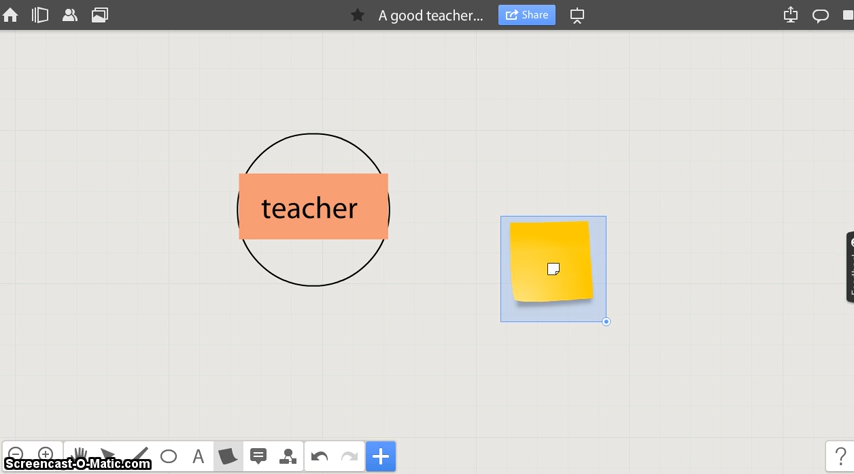 A good teacher...
Share
teacher
A
?
Screencast-O-Matic.com